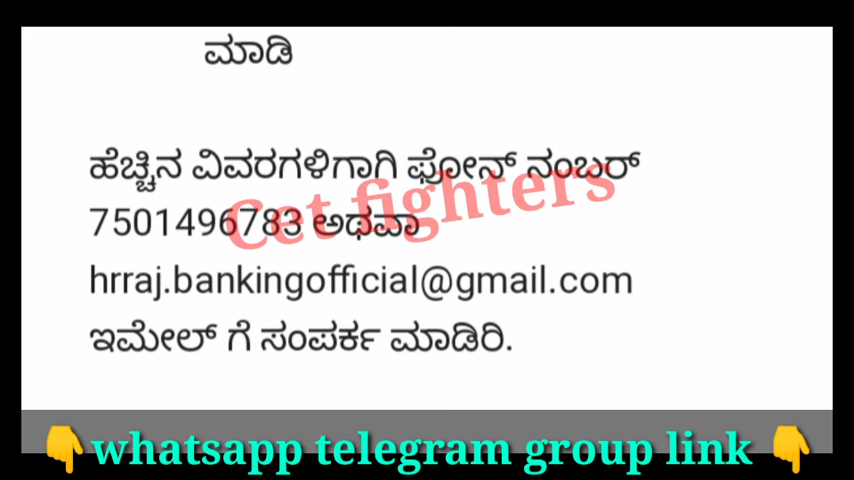 ಮಾಡಿ
ಹೆಚ್ಚಿನ ವಿವರಗಳಿಗಾಗಿ ಫೋನ್ ನಂಬರ್
7501496783 ಅಥವಾ
Cet fighters
hrraj.bankingofficial@gmail.com
ಇಮೇಲ್ ಗೆ ಸಂಪರ್ಕ ಮಾಡಿರಿ.
👇whatsapp telegram group link 👇